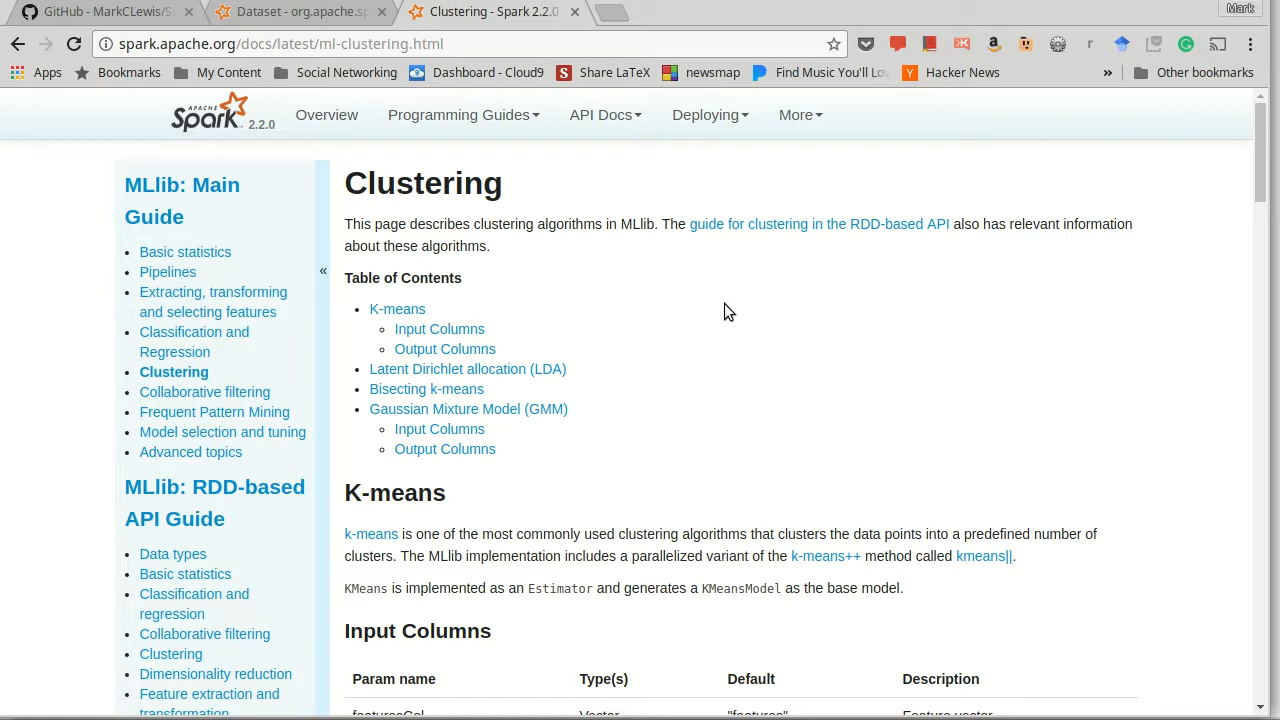 GitHub - MarkCLewis/S
Dataset - org.apache.sp
Clustering - Spark 2.2.0
Mark
spark.apache.org/docs/latest/ml-clustering.html
Apps
Bookmarks
My Content
Social Networking
Dashboard - Cloud9
Share LaTeX
newsmap
Find Music You'll Lov
Hacker News
»
Other bookmarks
APACHE
Spark 2.2.0
Overview
Programming Guides
API Docs
Deploying
More
MLlib: Main
Guide
• Basic statistics
• Pipelines
• Extracting, transforming
and selecting features
• Classification and
Regression
• Clustering
• Collaborative filtering
• Frequent Pattern Mining
• Model selection and tuning
• Advanced topics
MLlib: RDD-based
API Guide
• Data types
• Basic statistics
• Classification and
regression
• Collaborative filtering
• Clustering
• Dimensionality reduction
• Feature extraction and
transformation
«
Clustering
This page describes clustering algorithms in MLlib. The guide for clustering in the RDD-based API also has relevant information
about these algorithms.
Table of Contents
• K-means
◦ Input Columns
◦ Output Columns
• Latent Dirichlet allocation (LDA)
• Bisecting k-means
• Gaussian Mixture Model (GMM)
◦ Input Columns
◦ Output Columns
K-means
k-means is one of the most commonly used clustering algorithms that clusters the data points into a predefined number of
clusters. The MLlib implementation includes a parallelized variant of the k-means++ method called kmeans||.
KMeans is implemented as an Estimator and generates a KMeansModel as the base model.
Input Columns
Param name Type(s) Default Description
featuresCol Vector "features" Feature vector